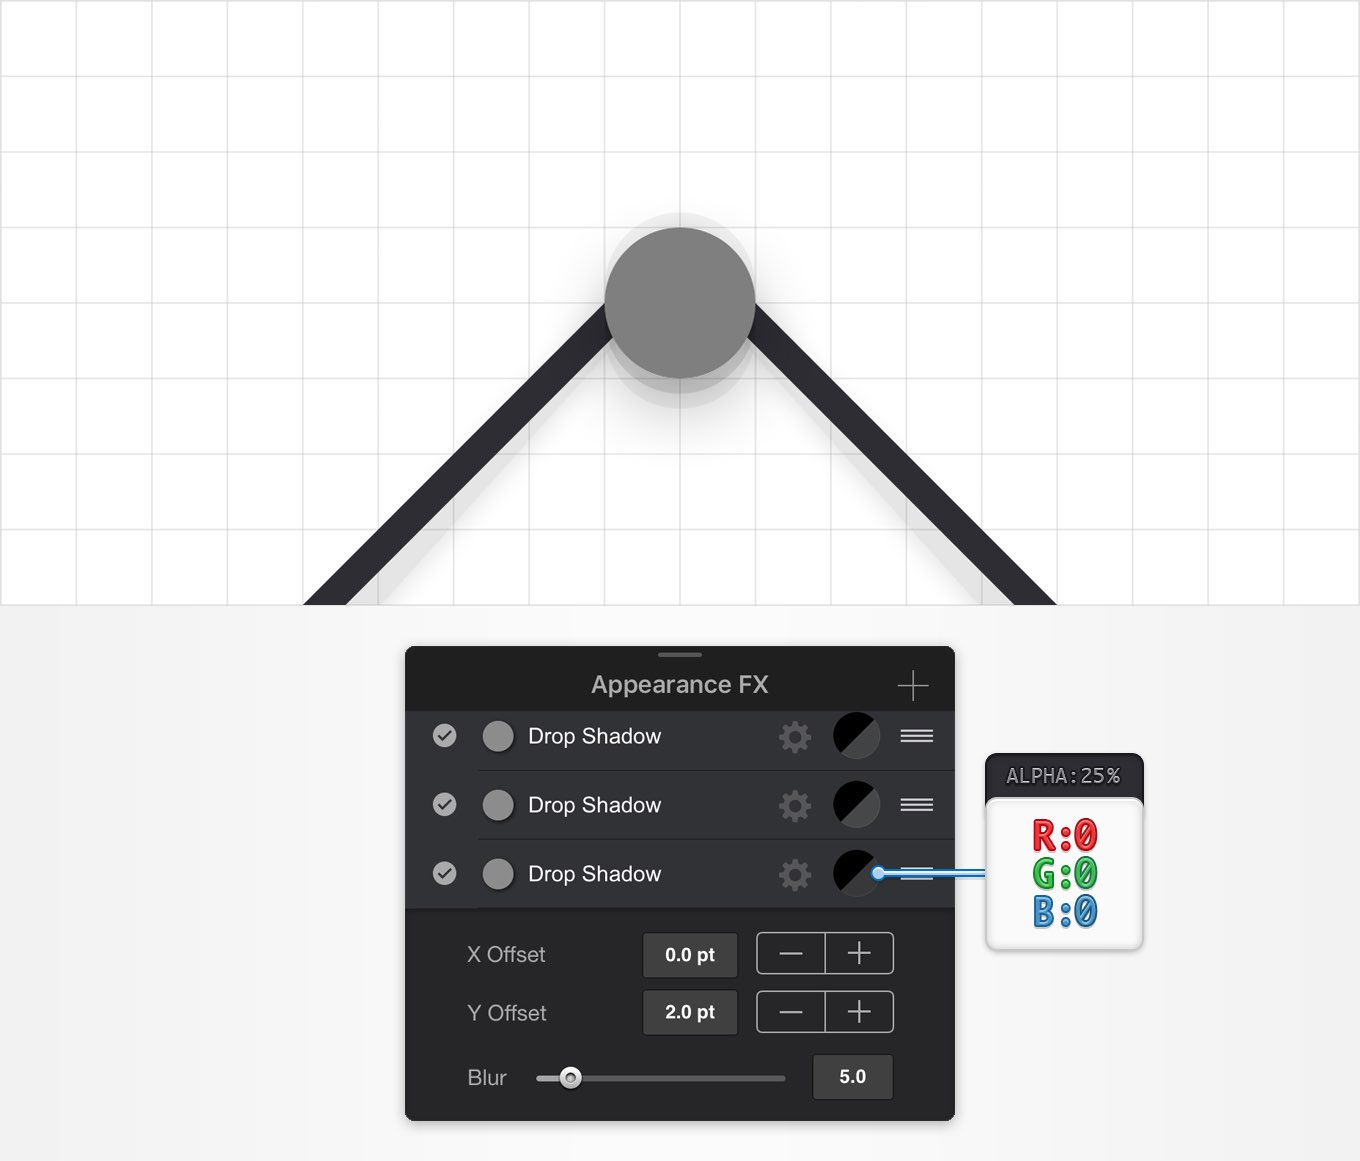 Appearance FX
Drop Shadow
Drop Shadow
Drop Shadow
ALPHA:25%
R:0
G:0
B:0
X Offset 0.0 pt
Y Offset 2.0 pt
Blur 5.0